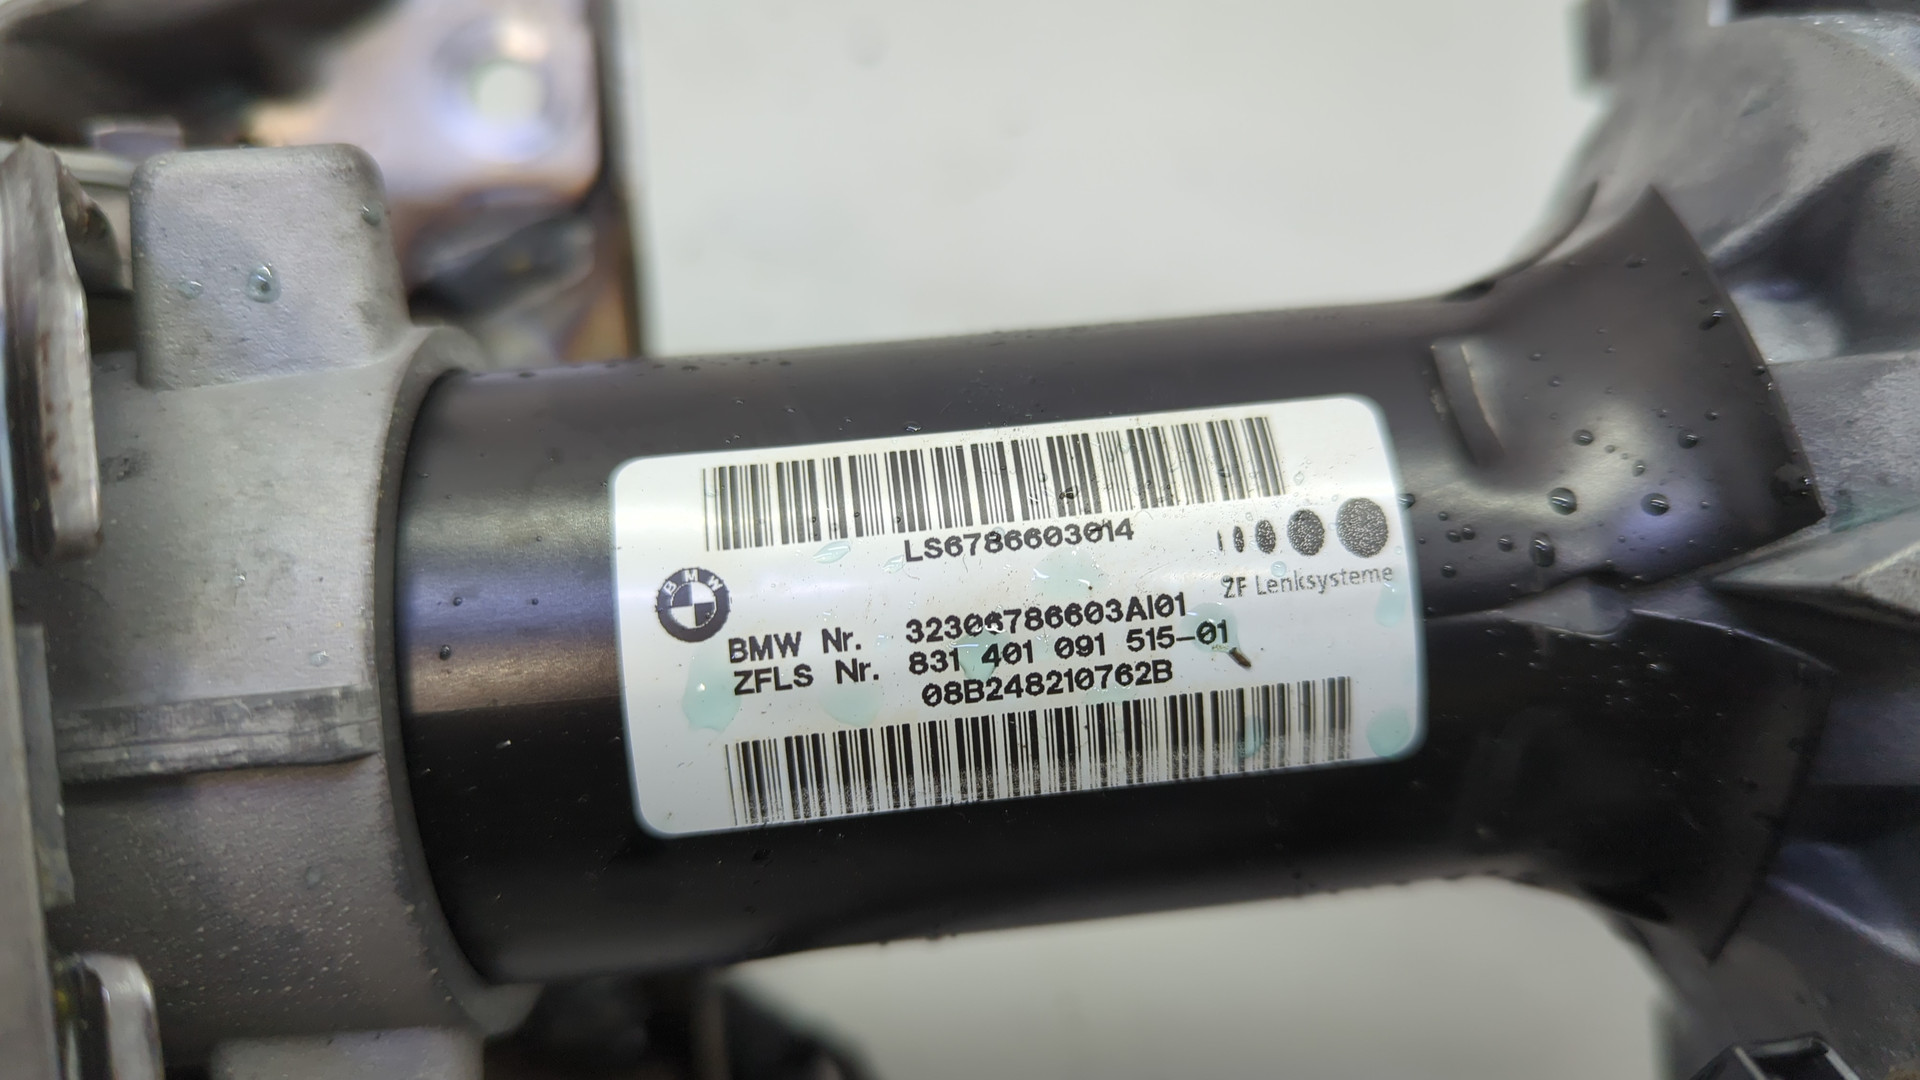 LS6786603014
ZF Lenksysteme
BMW
BMW Nr. 32306786603AI01
ZFLS Nr. 831 401 091 515-01
08B248210762B